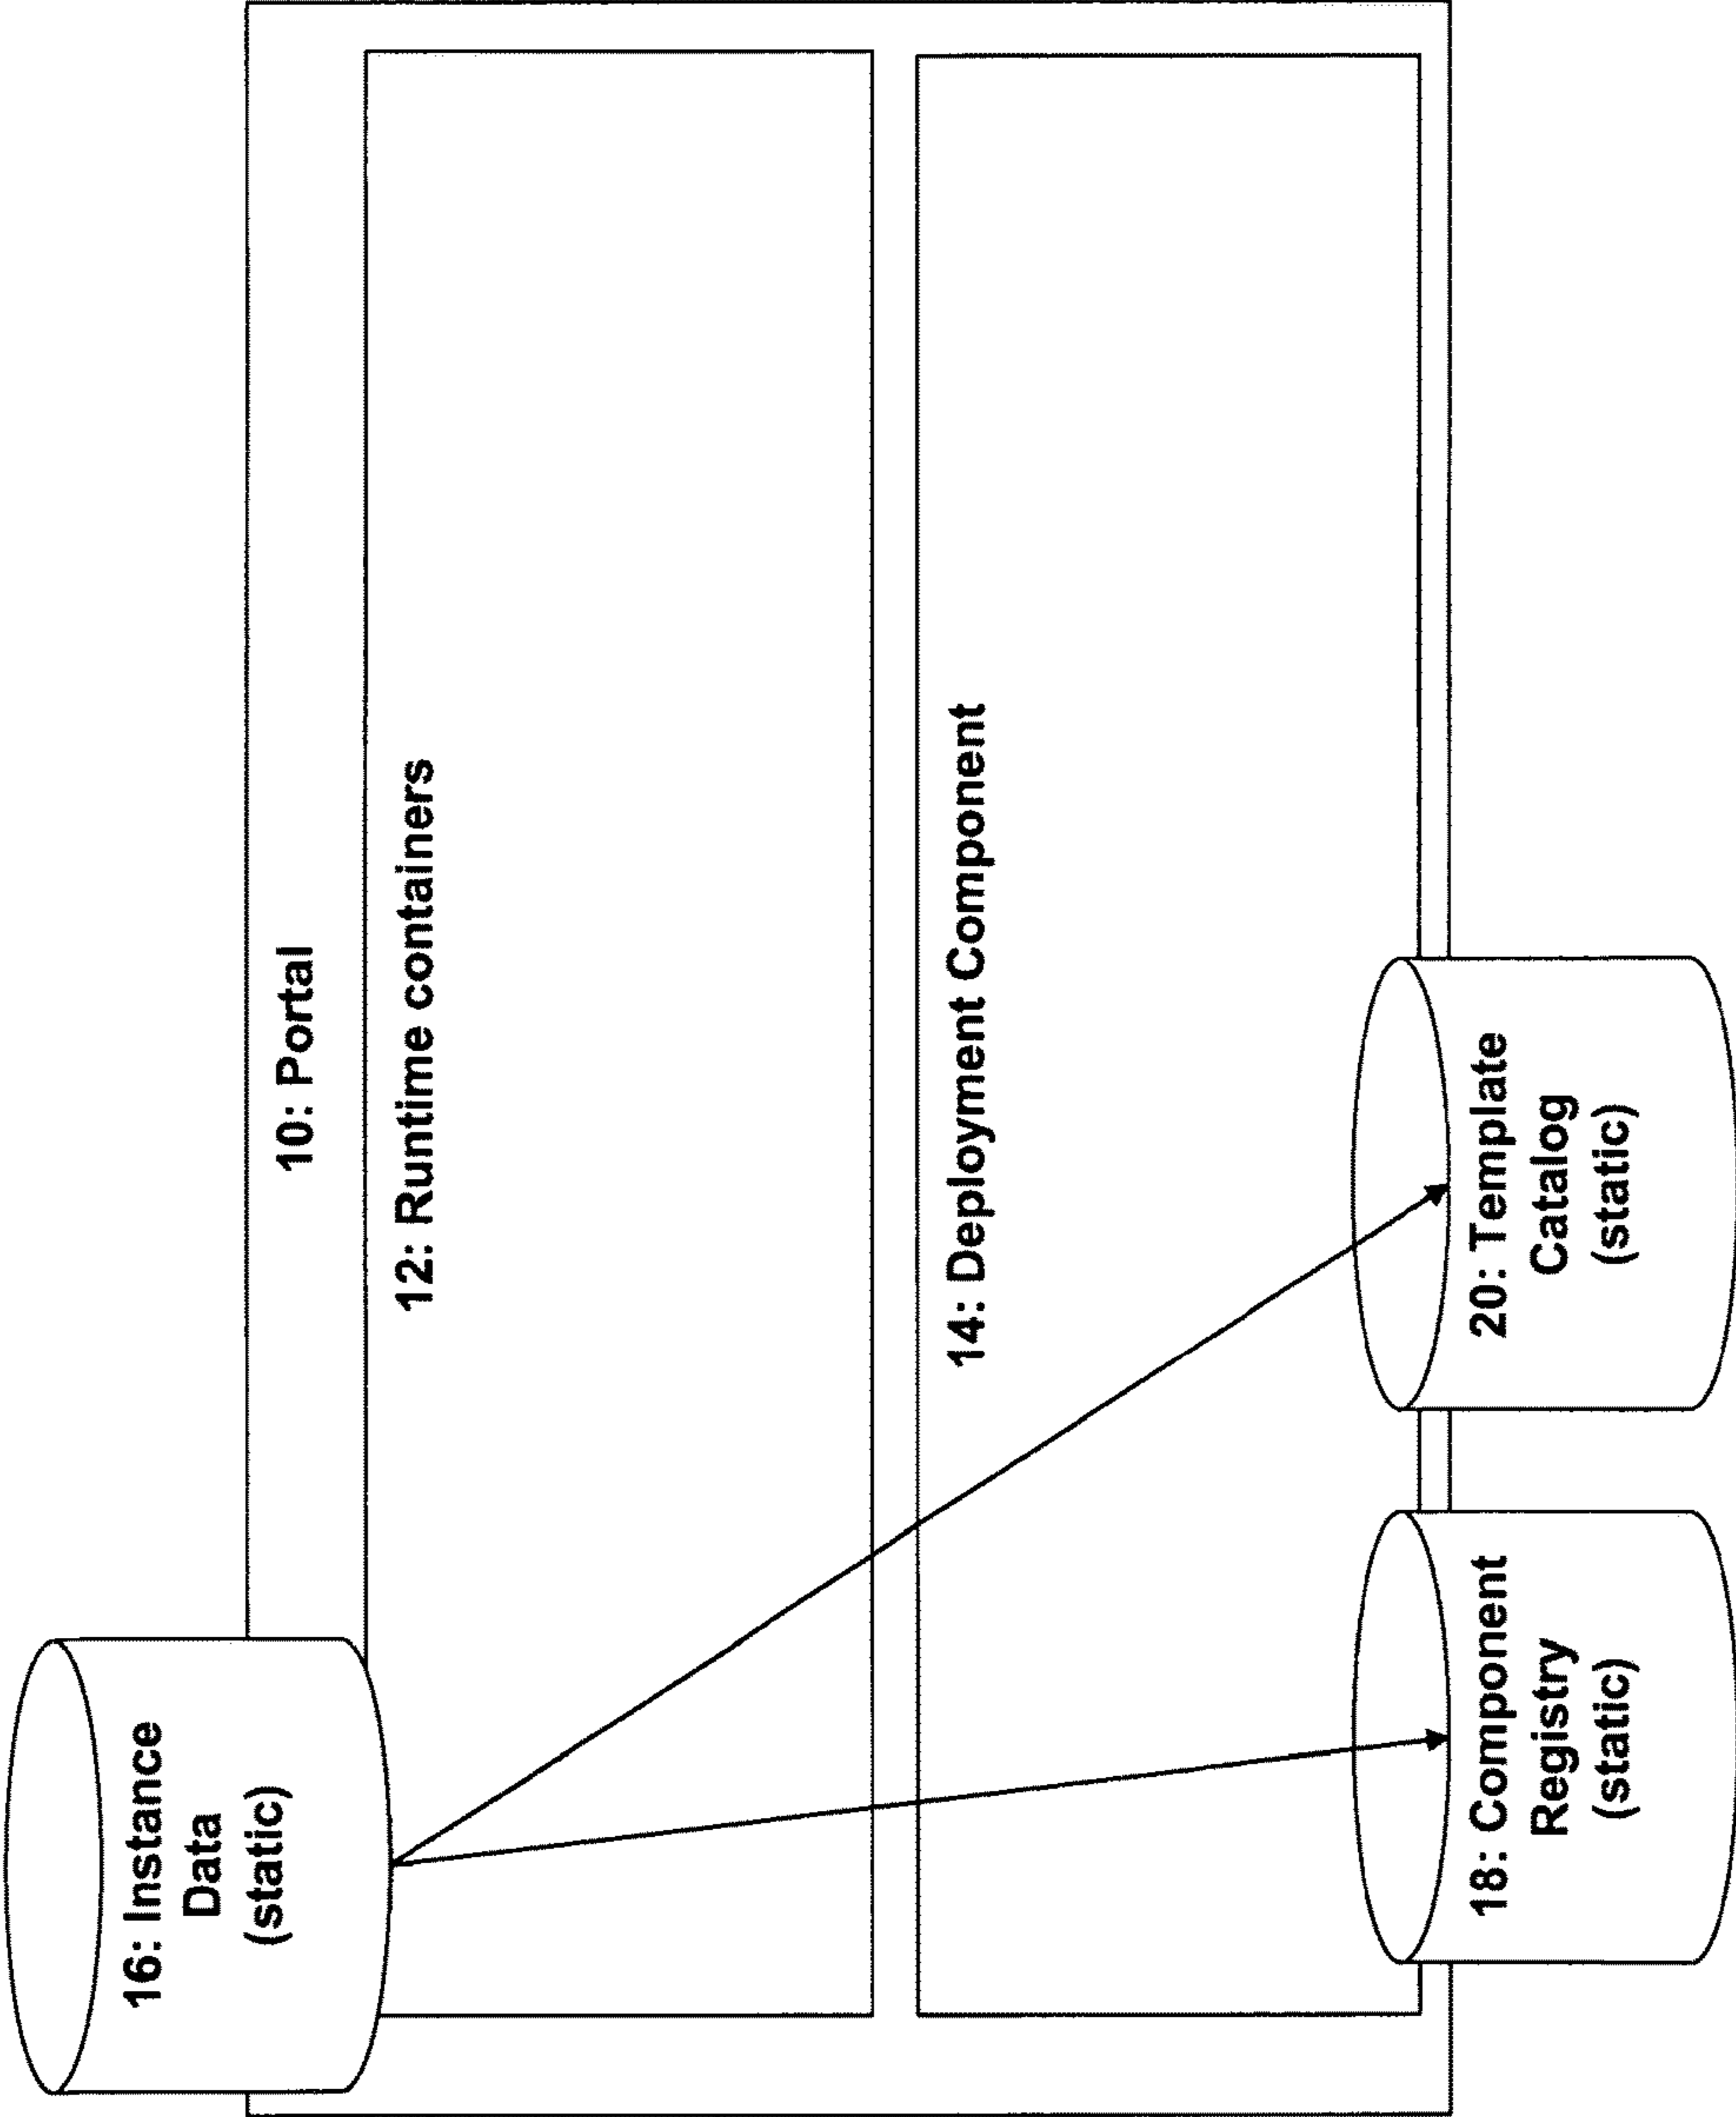 16: Instance
Data
(static)
10: Portal
12: Runtime containers
14: Deployment Component
18: Component
Registry
(static)
20: Template
Catalog
(static)